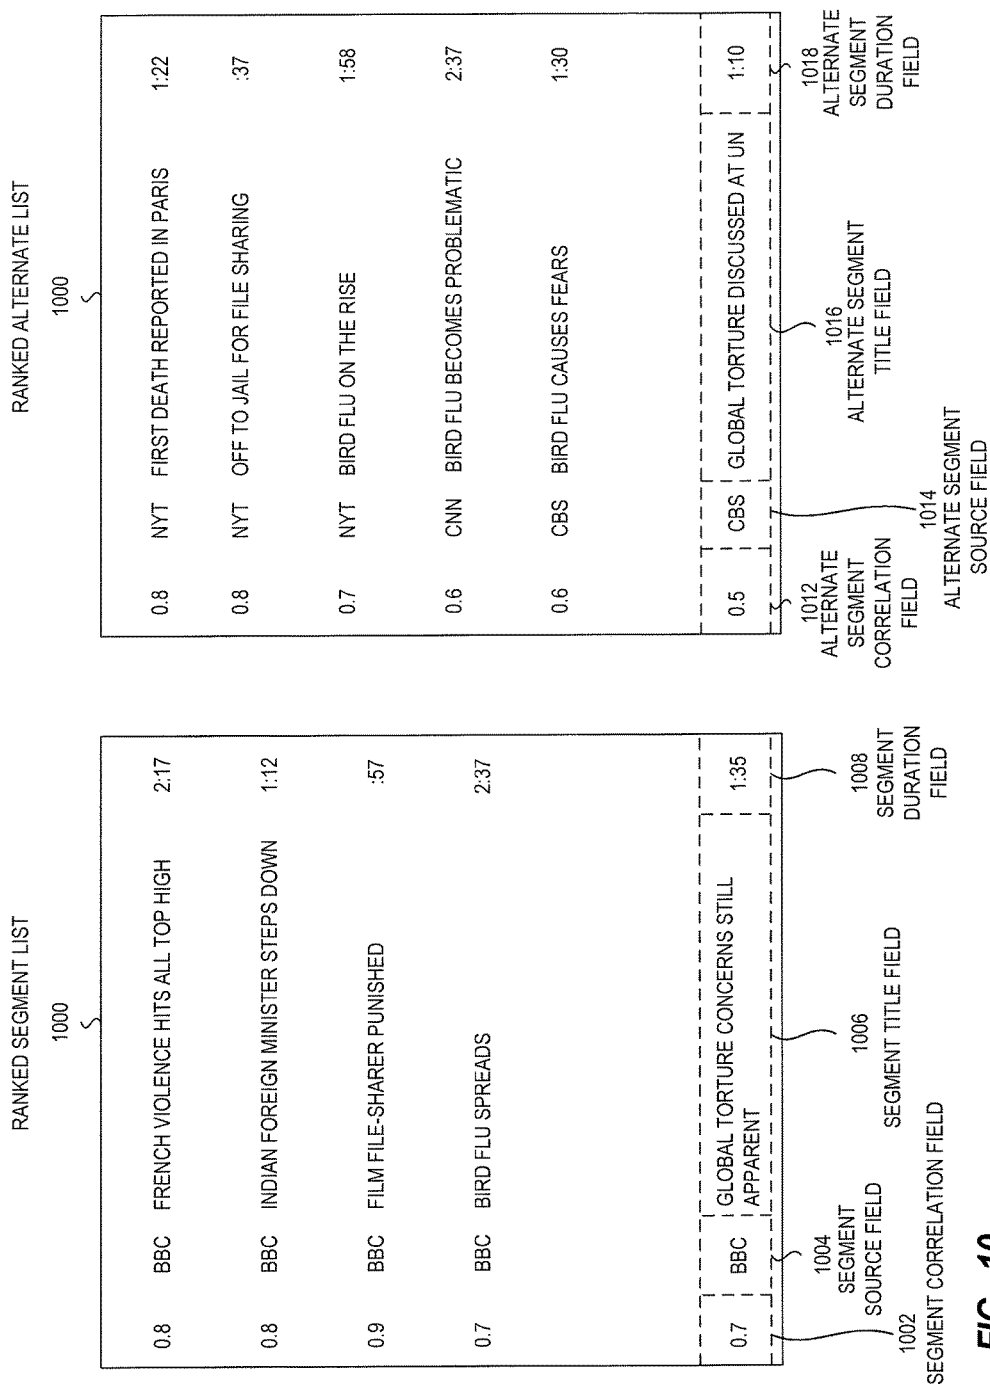 RANKED SEGMENT LIST
1000
0.8 BBC FRENCH VIOLENCE HITS ALL TOP HIGH 2:17
0.8 BBC INDIAN FOREIGN MINISTER STEPS DOWN 1:12
0.9 BBC FILM FILE-SHARER PUNISHED :57
0.7 BBC BIRD FLU SPREADS 2:37
0.7 BBC GLOBAL TORTURE CONCERNS STILL 1:35
APPARENT
1002
SEGMENT CORRELATION FIELD
1004
SEGMENT
SOURCE FIELD
1006
SEGMENT TITLE FIELD
1008
SEGMENT
DURATION
FIELD
RANKED ALTERNATE LIST
1000
0.8 NYT FIRST DEATH REPORTED IN PARIS 1:22
0.8 NYT OFF TO JAIL FOR FILE SHARING :37
0.7 NYT BIRD FLU ON THE RISE 1:58
0.6 CNN BIRD FLU BECOMES PROBLEMATIC 2:37
0.6 CBS BIRD FLU CAUSES FEARS 1:30
0.5 CBS GLOBAL TORTURE DISCUSSED AT UN 1:10
1012
ALTERNATE
SEGMENT
CORRELATION
FIELD
1014
ALTERNATE SEGMENT
SOURCE FIELD
1016
ALTERNATE SEGMENT
TITLE FIELD
1018
ALTERNATE
SEGMENT
DURATION
FIELD
FIG. 10